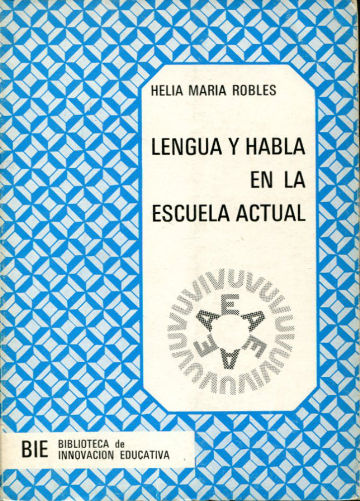 HELIA MARIA ROBLES
LENGUA Y HABLA
EN LA
ESCUELA ACTUAL
BIE
BIBLIOTECA de
INNOVACION EDUCATIVA